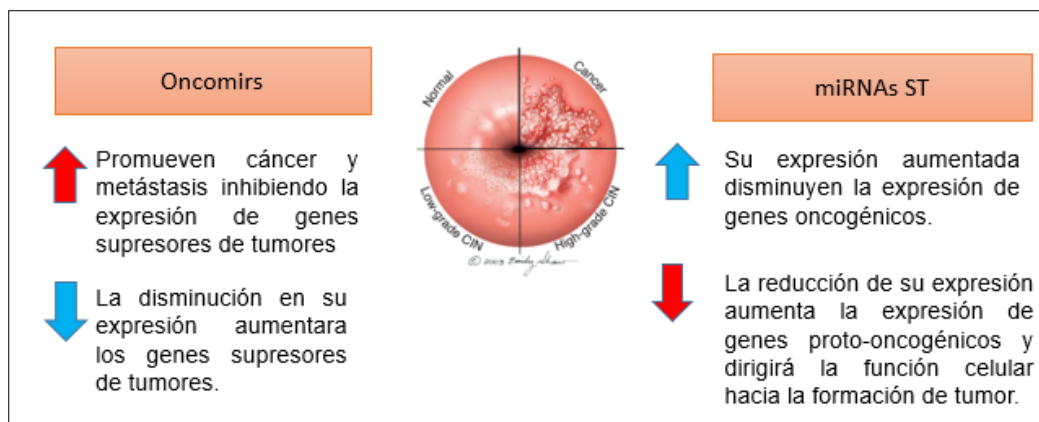 Oncomirs
Promueven cáncer y
metástasis inhibiendo la
expresión de genes
supresores de tumores
La disminución en su
expresión aumentara
los genes supresores
de tumores.
Normal
Cancer
Low-grade CIN
High-grade CIN
© 2003 Emily Shaw
miRNAs ST
Su expresión aumentada
disminuyen la expresión de
genes oncogénicos.
La reducción de su expresión
aumenta la expresión de
genes proto-oncogénicos y
dirigirá la función celular
hacia la formación de tumor.